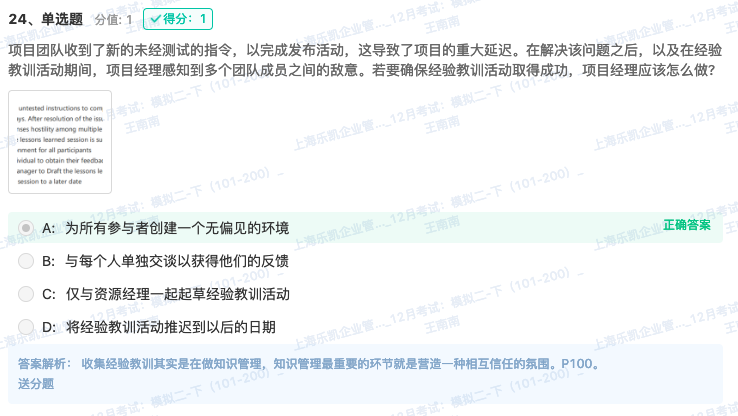 24、单选题 分值: 1 得分：1
项目团队收到了新的未经测试的指令，以完成发布活动，这导致了项目的重大延迟。在解决该问题之后，以及在经验
教训活动期间，项目经理感知到多个团队成员之间的敌意。若要确保经验教训活动取得成功，项目经理应该怎么做？
untested instructions to com
ays. After resolution of the issu
nses hostility among multiple
e lessons learned session is su
nment for all participants
ividual to obtain their feedbac
anager to Draft the lessons le
session to a later date
A: 为所有参与者创建一个无偏见的环境 正确答案
B: 与每个人单独交谈以获得他们的反馈
C: 仅与资源经理一起起草经验教训活动
D: 将经验教训活动推迟到以后的日期
答案解析： 收集经验教训其实是在做知识管理，知识管理最重要的环节就是营造一种相互信任的氛围。P100。
送分题
上海乐凯企业管..._12月考试：模拟二-下（101-200）_
王南南